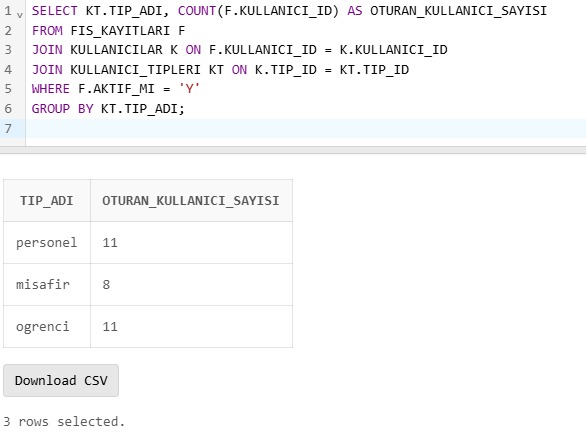 1 SELECT KT.TIP_ADI, COUNT(F.KULLANICI_ID) AS OTURAN_KULLANICI_SAYISI
2 FROM FIS_KAYITLARI F
3 JOIN KULLANICILAR K ON F.KULLANICI_ID = K.KULLANICI_ID
4 JOIN KULLANICI_TIPLERI KT ON K.TIP_ID = KT.TIP_ID
5 WHERE F.AKTIF_MI = 'Y'
6 GROUP BY KT.TIP_ADI;
7
TIP_ADI OTURAN_KULLANICI_SAYISI
personel 11
misafir 8
ogrenci 11
Download CSV
3 rows selected.